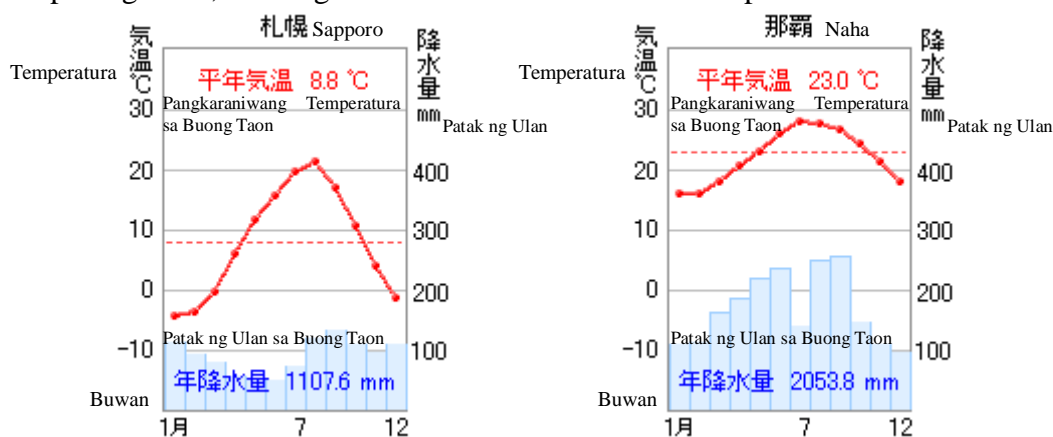 札幌 Sapporo
気温℃
降水量mm
Temperatura
平年気温 8.8 ℃
Pangkaraniwang Temperatura
sa Buong Taon
Patak ng Ulan
30
20
10
0
-10
400
300
200
100
Patak ng Ulan sa Buong Taon
年降水量 1107.6 mm
Buwan
1月 7 12
那覇 Naha
気温℃
降水量mm
Temperatura
平年気温 23.0 ℃
Pangkaraniwang Temperatura
sa Buong Taon
Patak ng Ulan
30
20
10
0
-10
400
300
200
100
Patak ng Ulan sa Buong Taon
年降水量 2053.8 mm
Buwan
1月 7 12